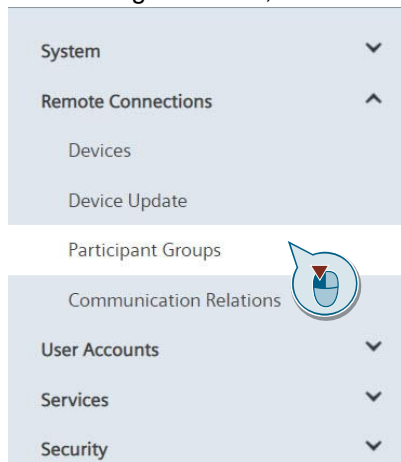 System
Remote Connections
Devices
Device Update
Participant Groups
Communication Relations
User Accounts
Services
Security